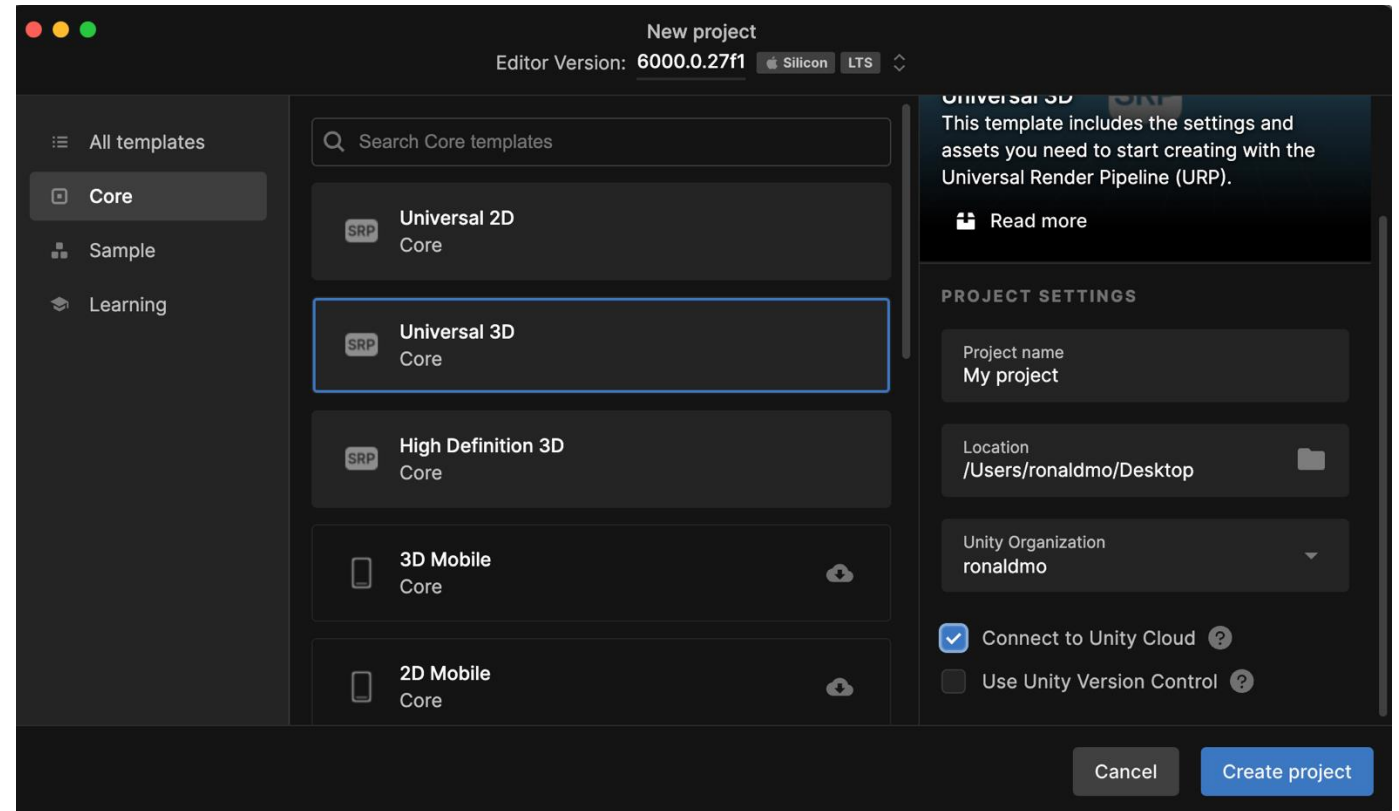 New project
Editor Version: 6000.0.27f1 Silicon LTS
All templates
Core
Sample
Learning
Search Core templates
SRP
Universal 2D
Core
SRP
Universal 3D
Core
SRP
High Definition 3D
Core
3D Mobile
Core
2D Mobile
Core
Universal 3D
SRP
This template includes the settings and
assets you need to start creating with the
Universal Render Pipeline (URP).
Read more
PROJECT SETTINGS
Project name
My project
Location
/Users/ronaldmo/Desktop
Unity Organization
ronaldmo
Connect to Unity Cloud ?
Use Unity Version Control ?
Cancel
Create project